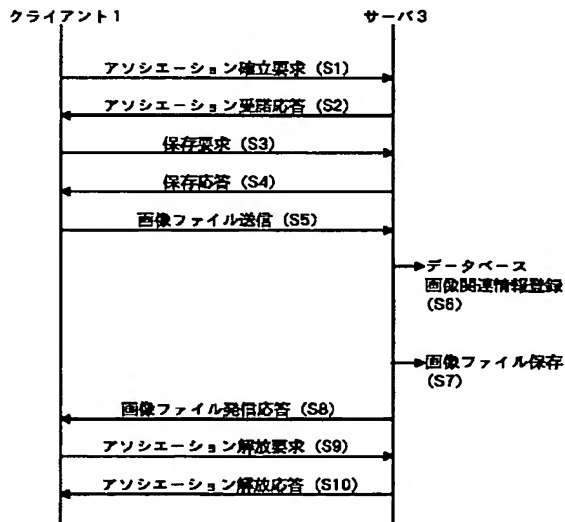 クライアント1
サーバ3
アソシエーション確立要求 (S1)
アソシエーション受諾応答 (S2)
保存要求 (S3)
保存応答 (S4)
画像ファイル送信 (S5)
データベース
画像関連情報登録
(S6)
画像ファイル保存
(S7)
画像ファイル発信応答 (S8)
アソシエーション解放要求 (S9)
アソシエーション解放応答 (S10)